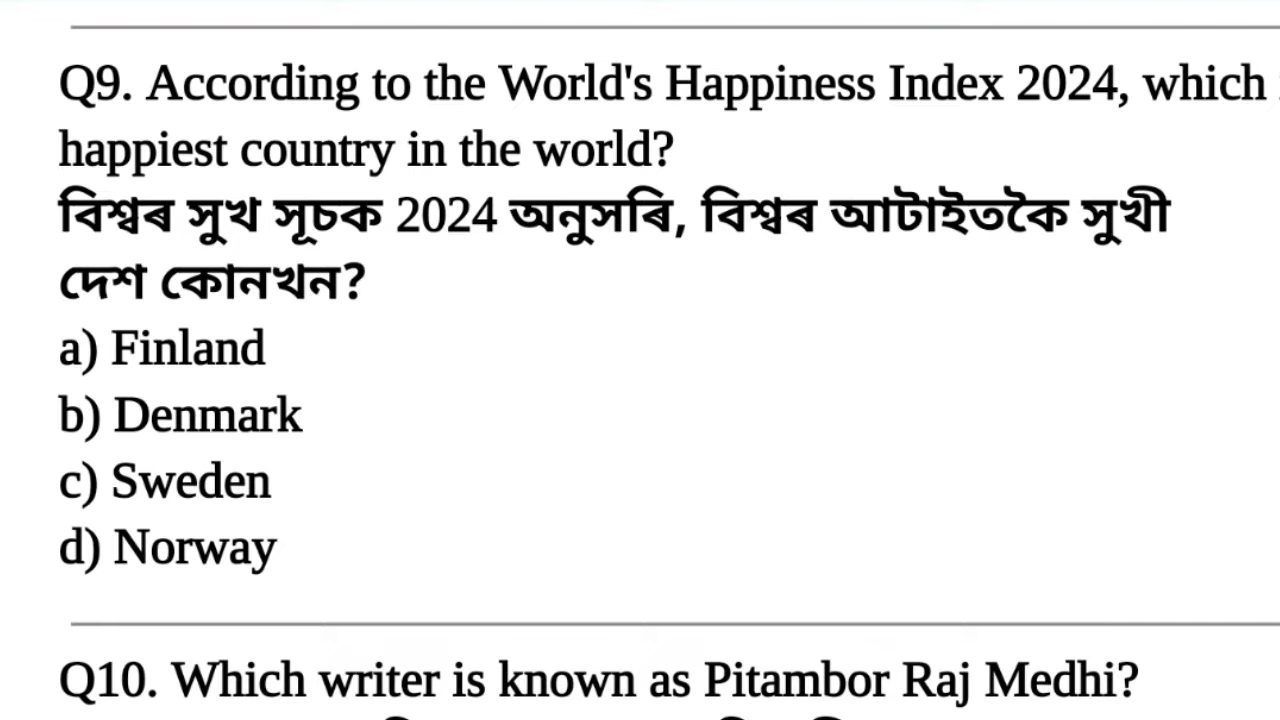 Q9. According to the World's Happiness Index 2024, which
happiest country in the world?
বিশ্বৰ সুখ সূচক 2024 অনুসৰি, বিশ্বৰ আটাইতকৈ সুখী
দেশ কোনখন?
a) Finland
b) Denmark
c) Sweden
d) Norway
Q10. Which writer is known as Pitambor Raj Medhi?